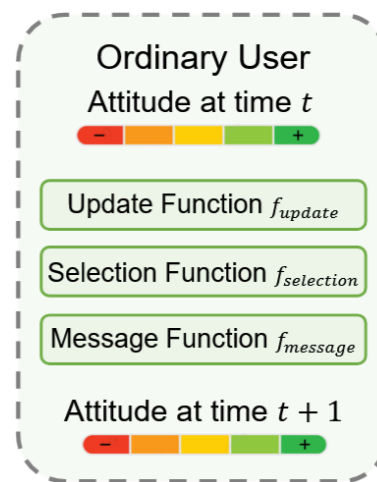 Ordinary User
Attitude at time t
− +
Update Function f_update
Selection Function f_selection
Message Function f_message
Attitude at time t + 1
− +